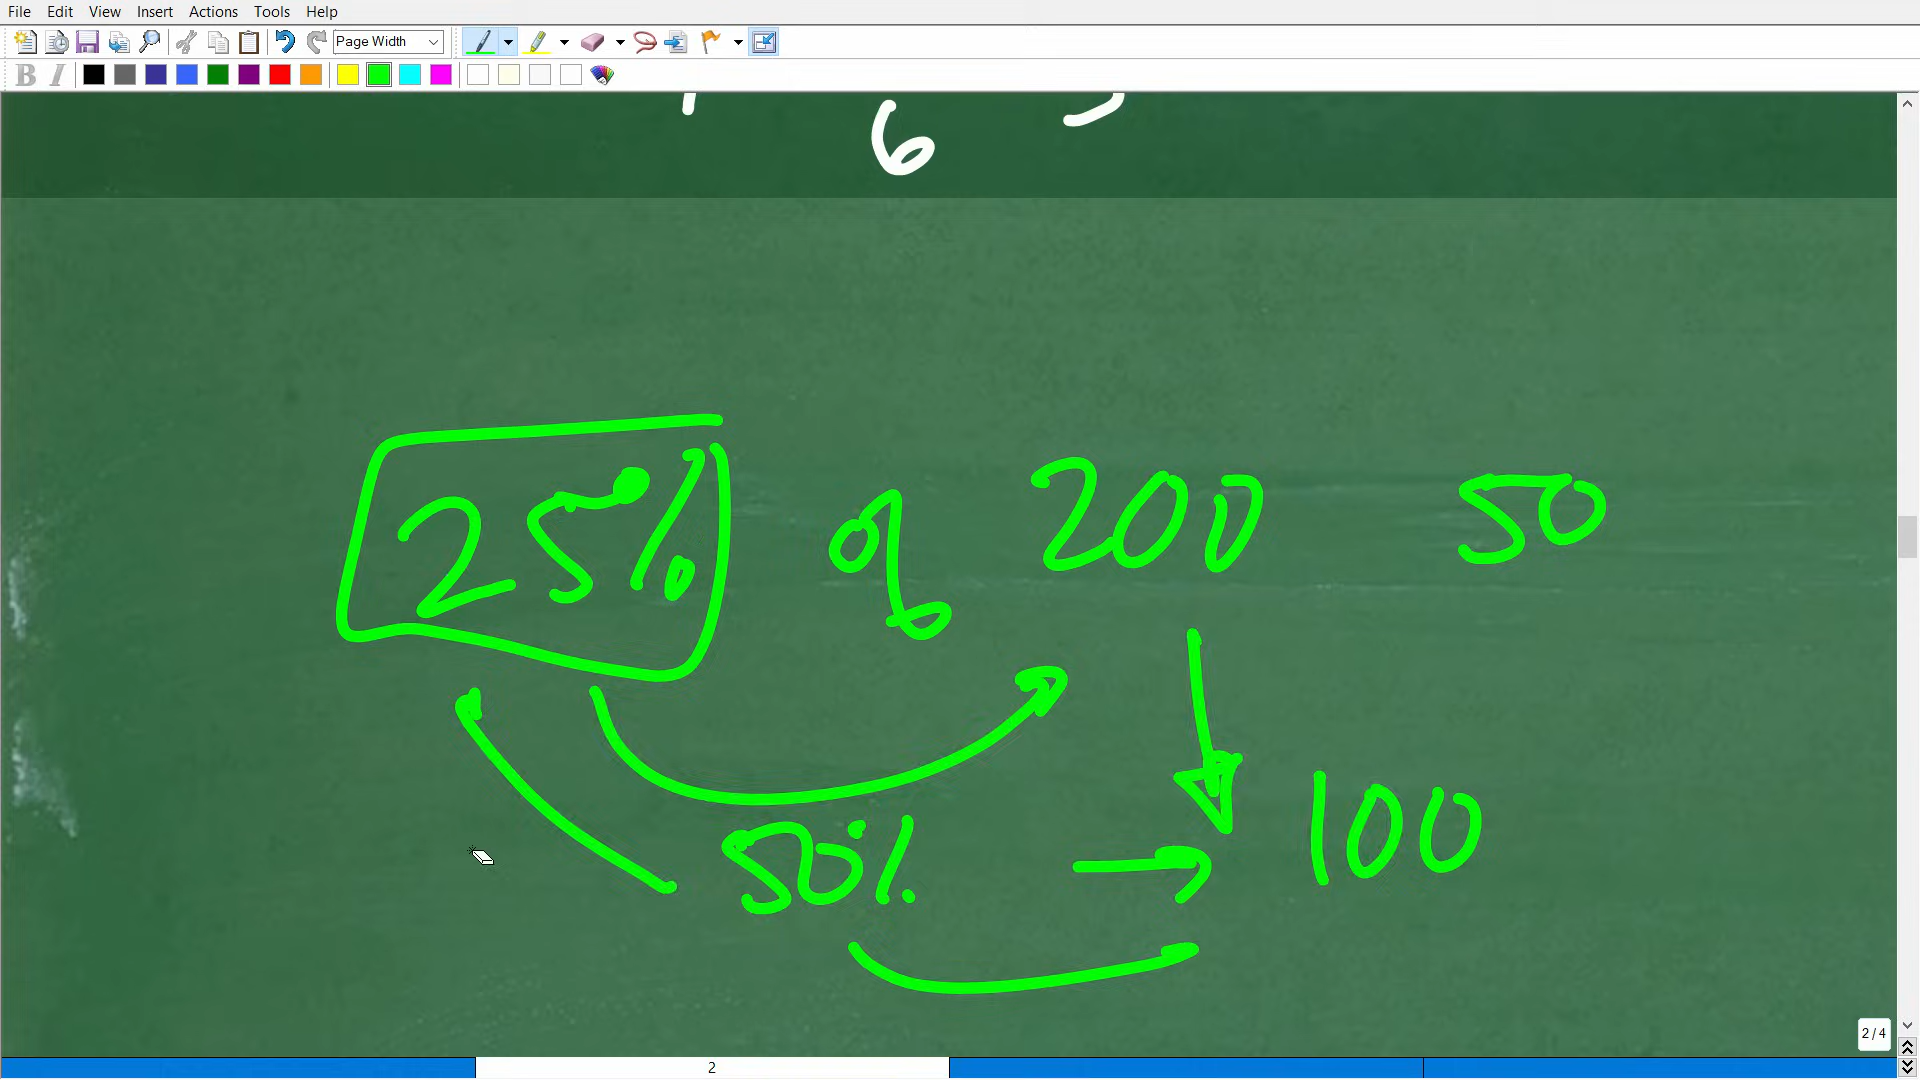 File Edit View Insert Actions Tools Help
Page Width
B I
6
25% of 200 50
50% → 100
2 / 4
2